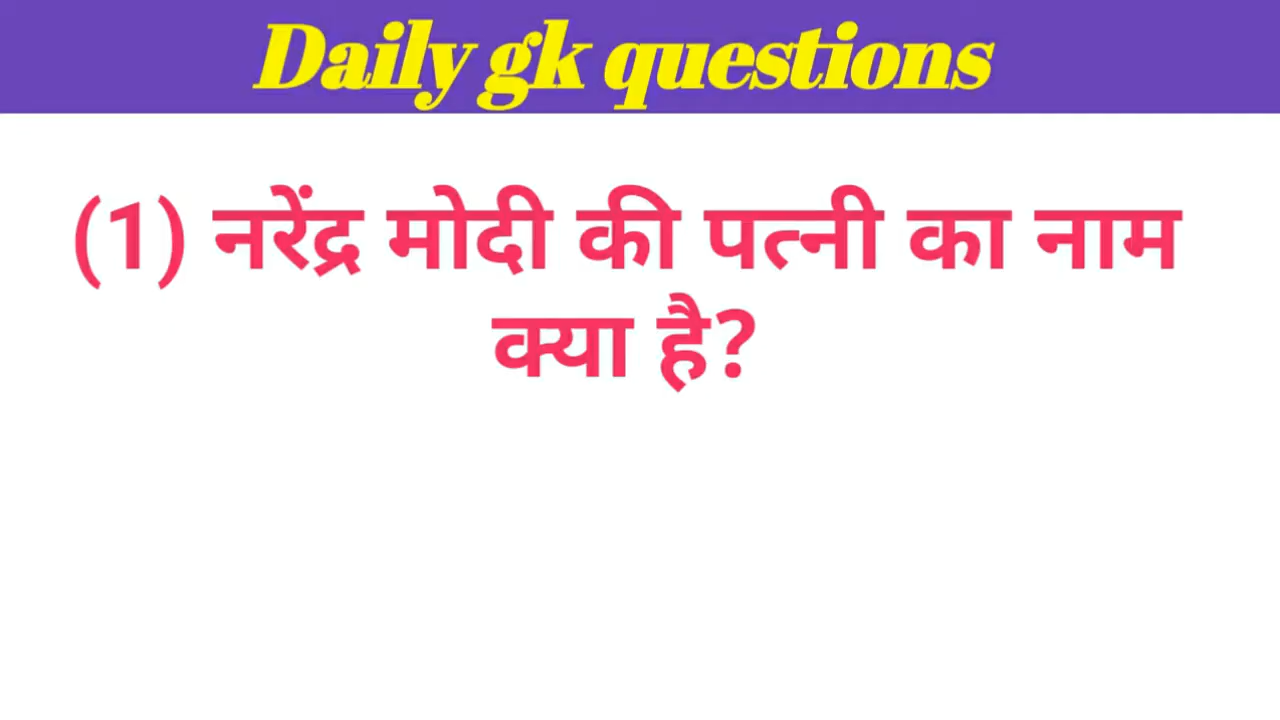 Daily gk questions
(1) नरेंद्र मोदी की पत्नी का नाम
क्या है?